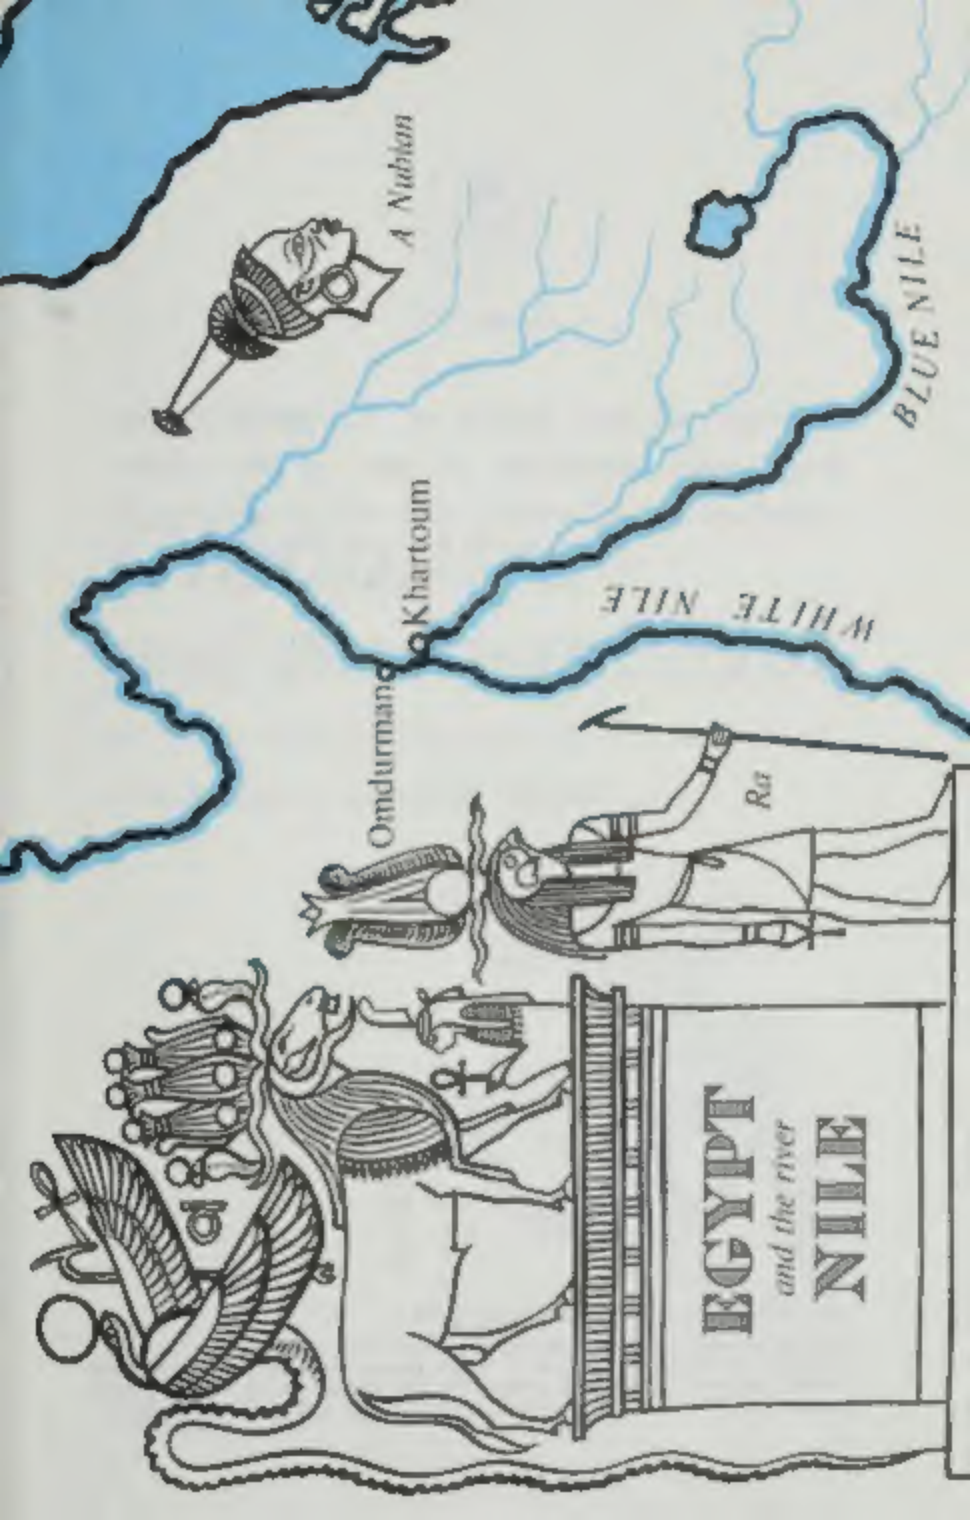 A Nubian
Khartoum
Omdurman
BLUE NILE
WHITE NILE
Ra
EGYPT
and the river
NILE